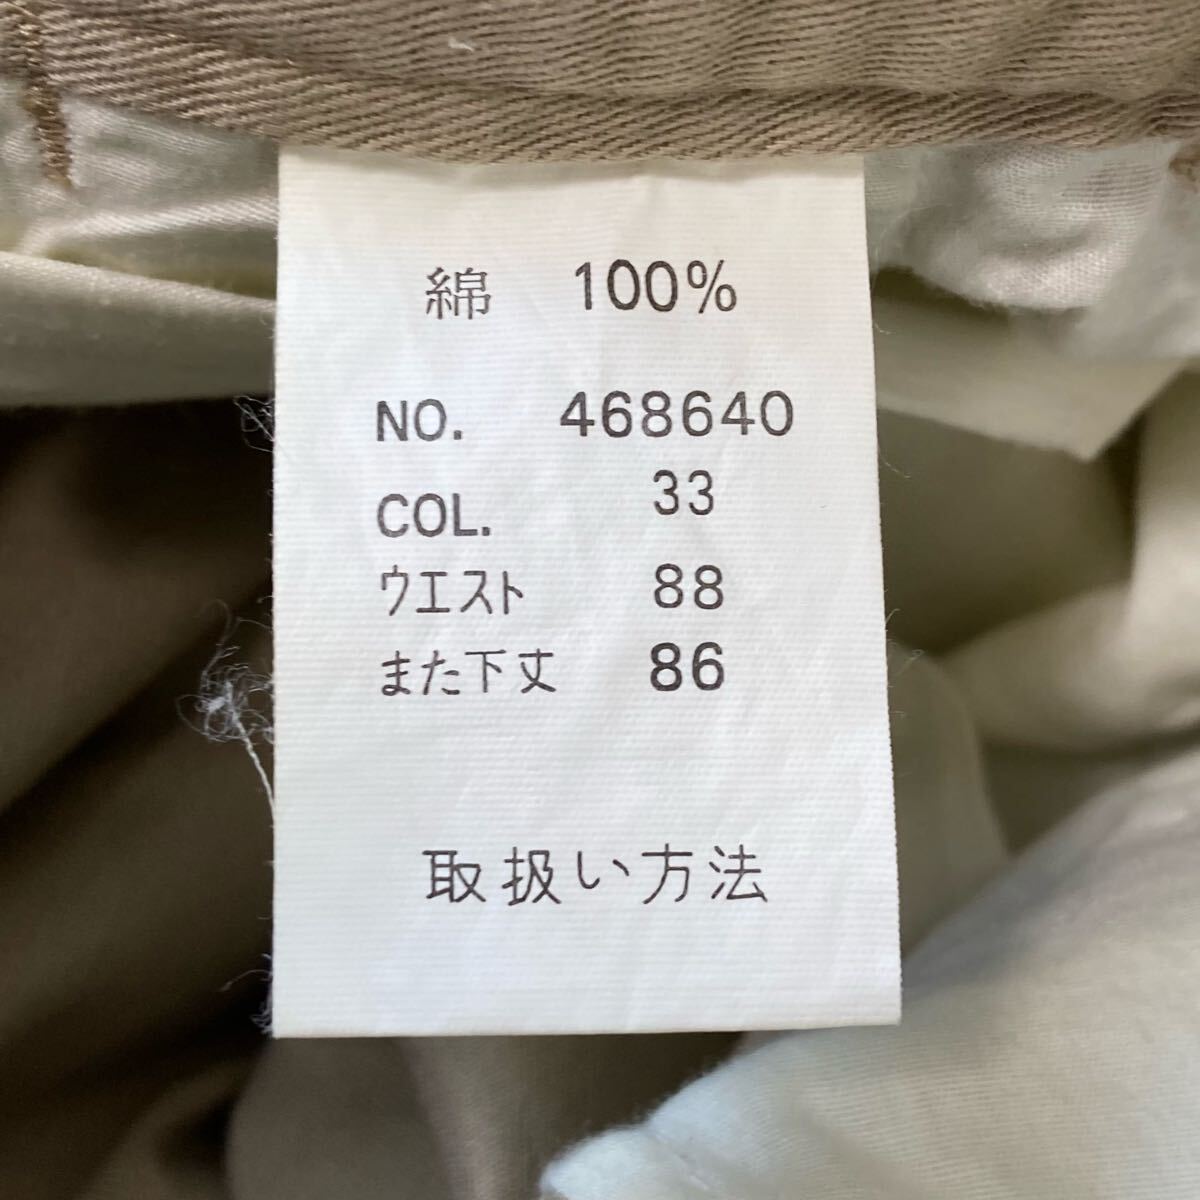 綿 100%
NO. 468640
COL. 33
ウエスト 88
また下丈 86
取扱い方法